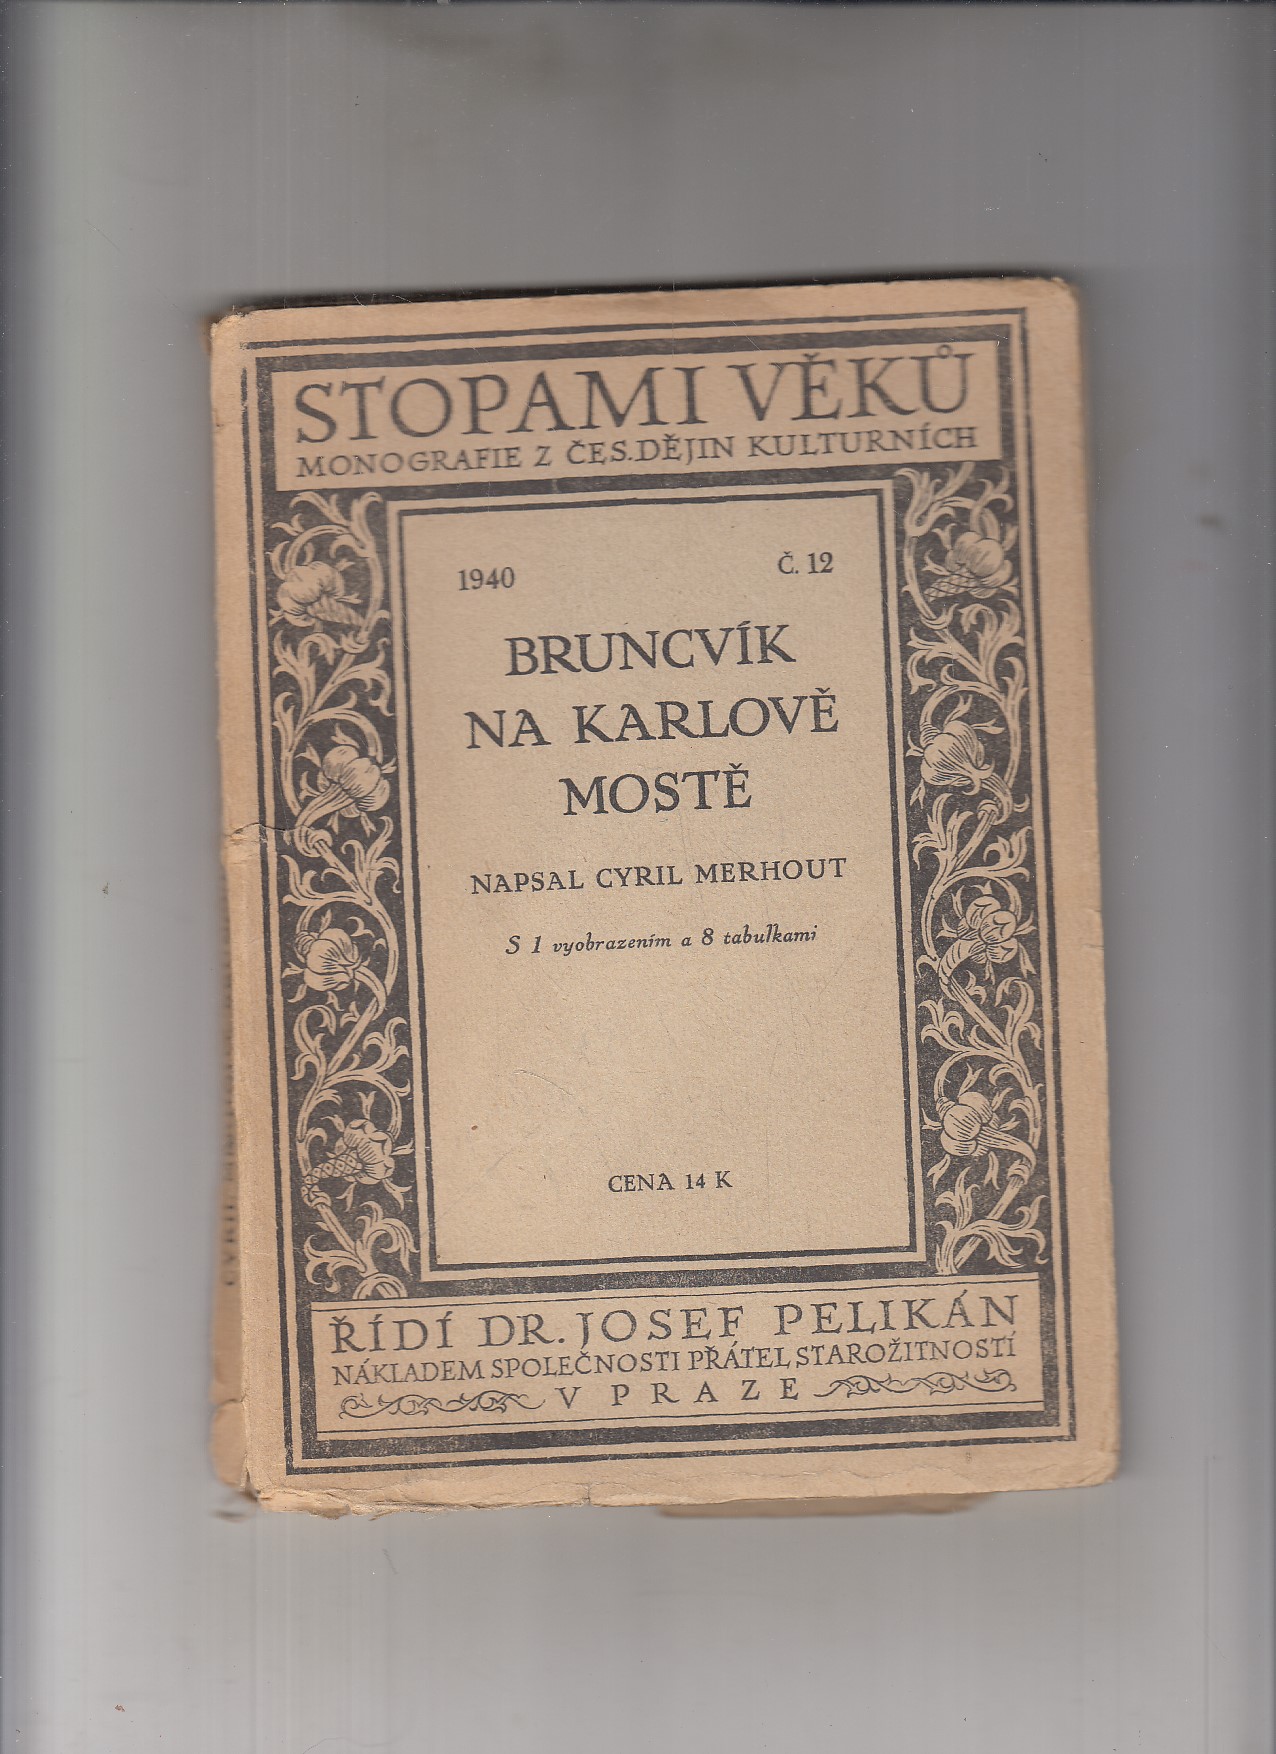 STOPAMI VĚKŮ
MONOGRAFIE Z ČES. DĚJIN KULTURNÍCH
1940 Č. 12
BRUNCVÍK
NA KARLOVĚ
MOSTĚ
NAPSAL CYRIL MERHOUT
S 1 vyobrazením a 8 tabulkami
CENA 14 K
ŘÍDÍ DR. JOSEF PELIKÁN
NÁKLADEM SPOLEČNOSTI PŘÁTEL STAROŽITNOSTÍ
V PRAZE